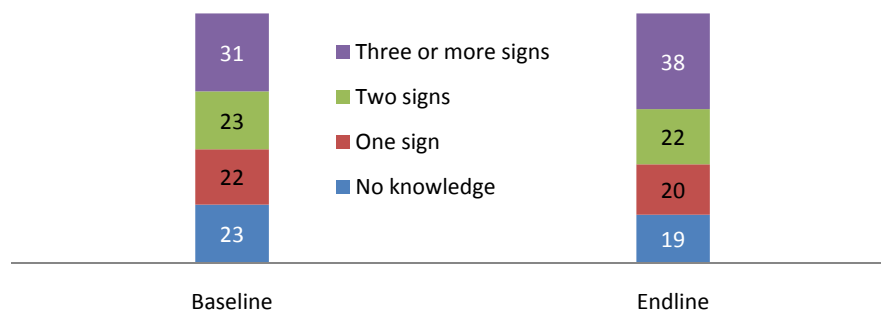 31
23
22
23
Three or more signs
Two signs
One sign
No knowledge
38
22
20
19
Baseline
Endline